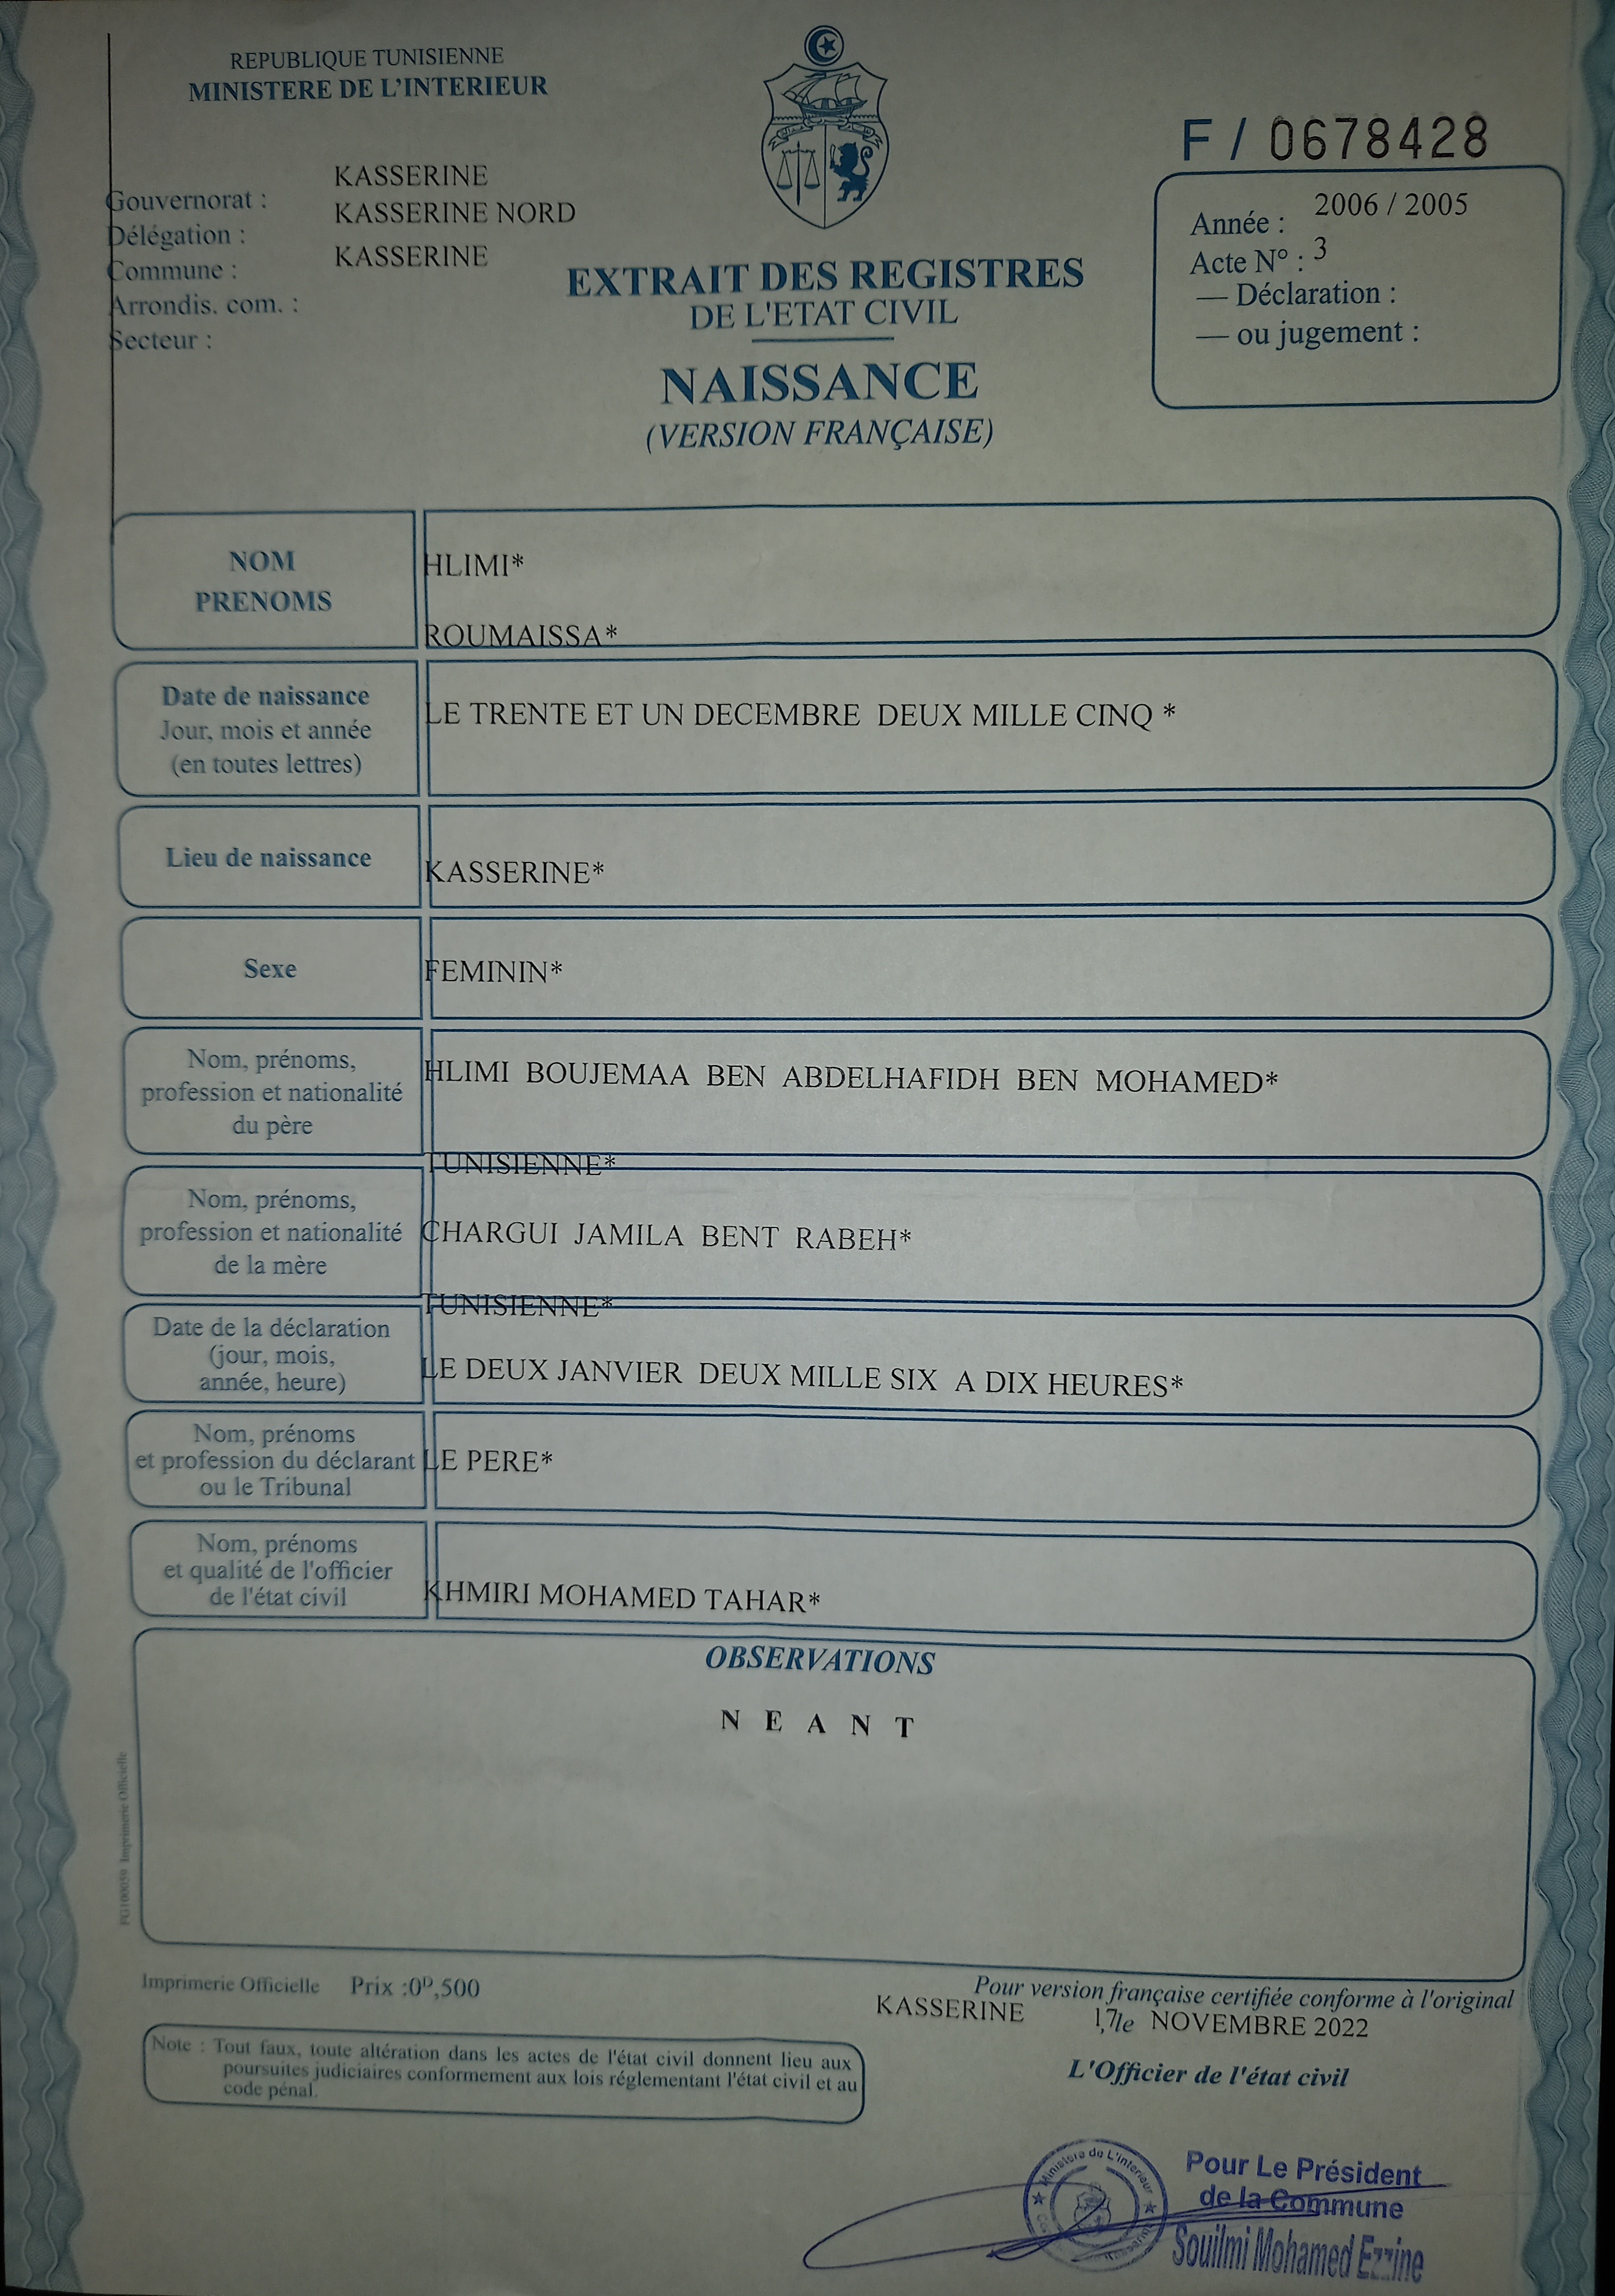 REPUBLIQUE TUNISIENNE
MINISTERE DE L'INTERIEUR
F / 0678428
Gouvernorat : KASSERINE
Délégation : KASSERINE NORD
Commune : KASSERINE
Arrondis. com. :
Secteur :
Année : 2006 / 2005
Acte N° : 3
— Déclaration :
— ou jugement :
EXTRAIT DES REGISTRES
DE L'ETAT CIVIL
NAISSANCE
(VERSION FRANÇAISE)
NOM
PRENOMS
HLIMI*
ROUMAISSA*
Date de naissance
Jour, mois et année
(en toutes lettres)
LE TRENTE ET UN DECEMBRE DEUX MILLE CINQ *
Lieu de naissance
KASSERINE*
Sexe
FEMININ*
Nom, prénoms,
profession et nationalité
du père
HLIMI BOUJEMAA BEN ABDELHAFIDH BEN MOHAMED*
TUNISIENNE*
Nom, prénoms,
profession et nationalité
de la mère
CHARGUI JAMILA BENT RABEH*
TUNISIENNE*
Date de la déclaration
(jour, mois,
année, heure)
LE DEUX JANVIER DEUX MILLE SIX A DIX HEURES*
Nom, prénoms
et profession du déclarant
ou le Tribunal
LE PERE*
Nom, prénoms
et qualité de l'officier
de l'état civil
KHMIRI MOHAMED TAHAR*
OBSERVATIONS
N E A N T
FG100059 Imprimerie Officielle
Imprimerie Officielle Prix :0ᴰ,500
Pour version française certifiée conforme à l'original
KASSERINE 17, le NOVEMBRE 2022
Note : Tout faux, toute altération dans les actes de l'état civil donnent lieu aux
poursuites judiciaires conformement aux lois réglementant l'état civil et au
code pénal.
L'Officier de l'état civil
Ministère de L'Interieur
Pour Le Président
de la Commune
Souilmi Mohamed Ezzine